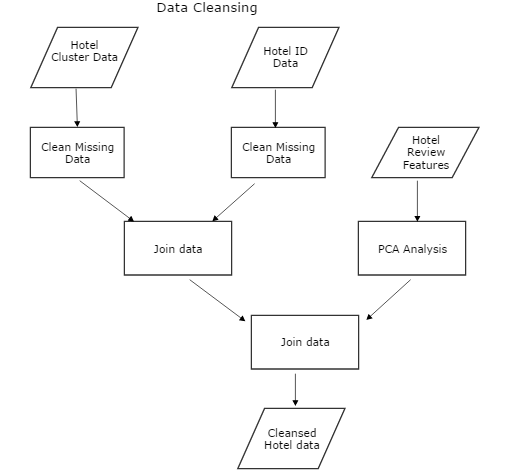 Data Cleansing
Hotel
Cluster Data
Hotel ID
Data
Clean Missing
Data
Clean Missing
Data
Hotel
Review
Features
Join data
PCA Analysis
Join data
Cleansed
Hotel data